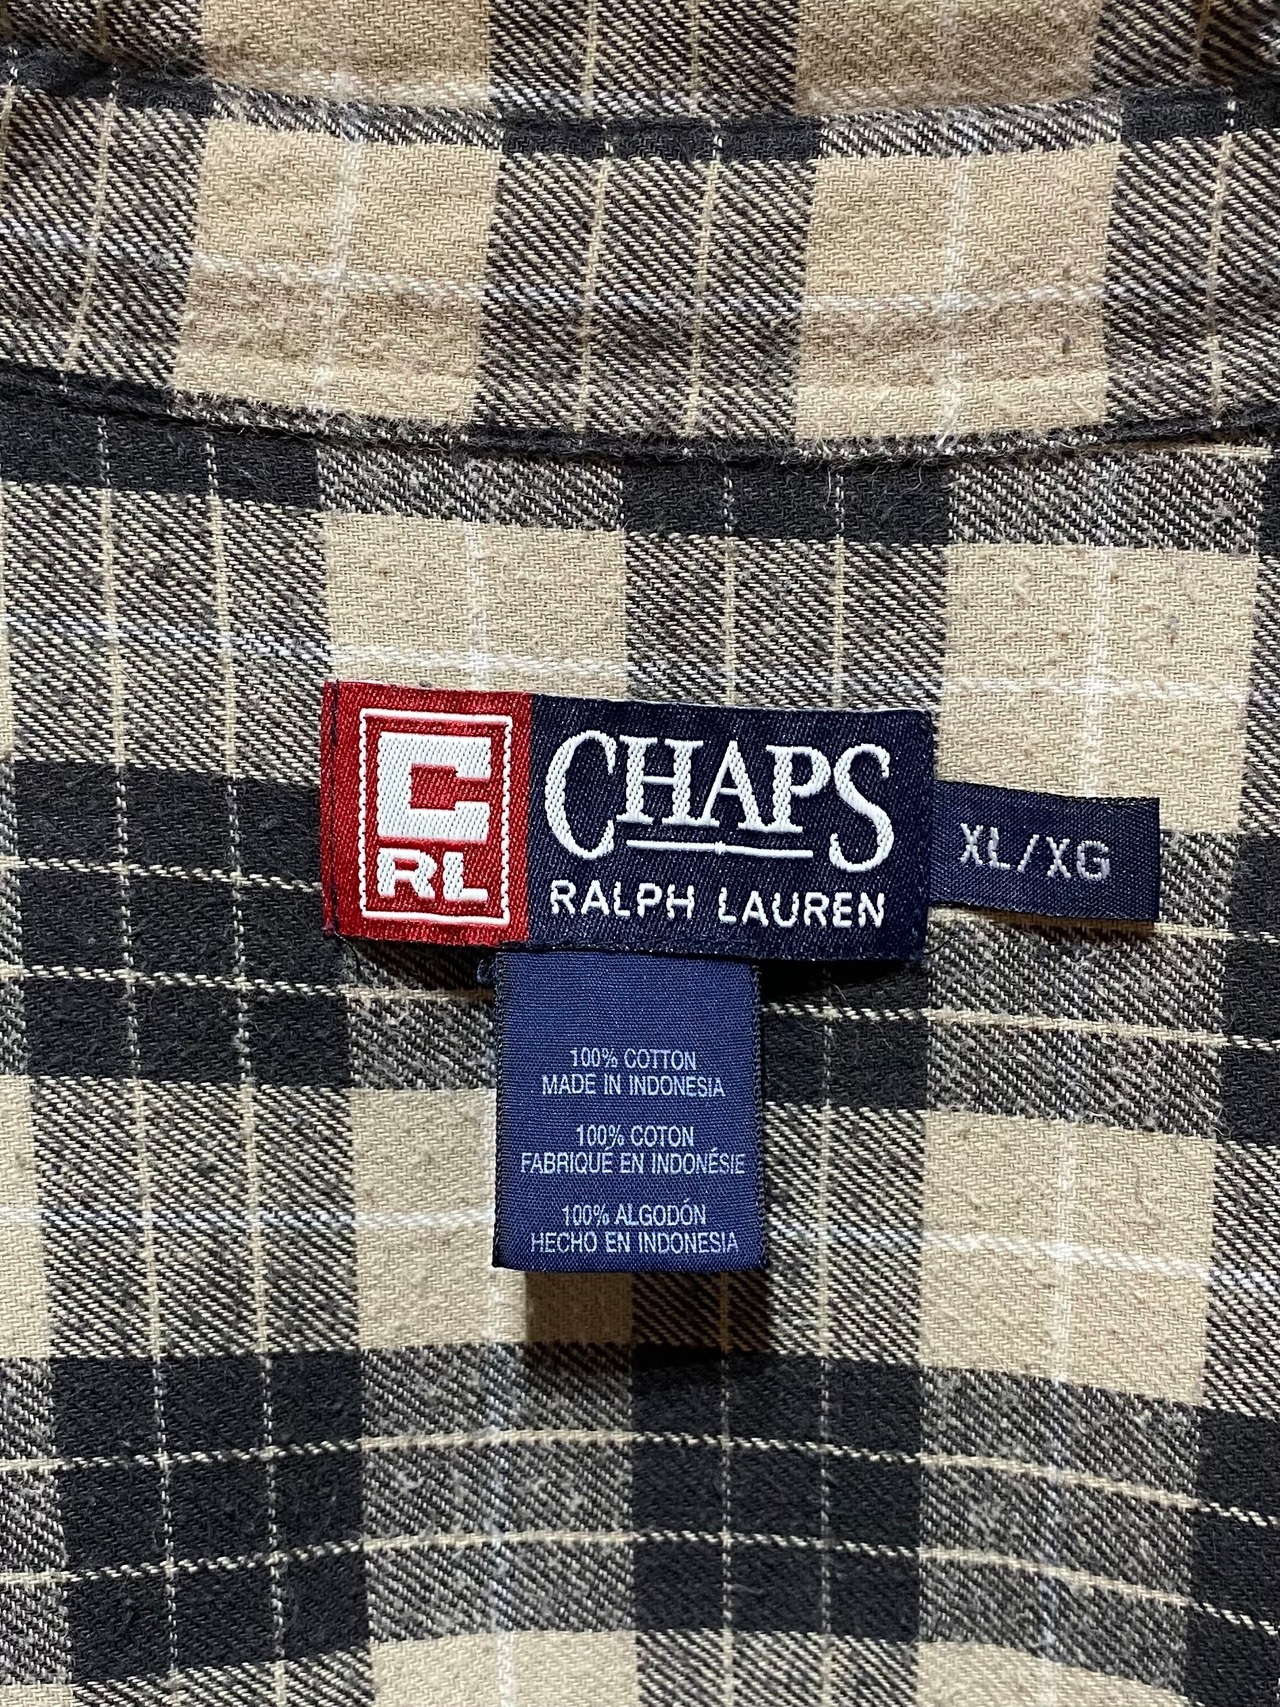 C
RL
CHAPS
RALPH LAUREN
XL/XG
100% COTTON
MADE IN INDONESIA
100% COTON
FABRIQUÉ EN INDONÉSIE
100% ALGODÓN
HECHO EN INDONESIA